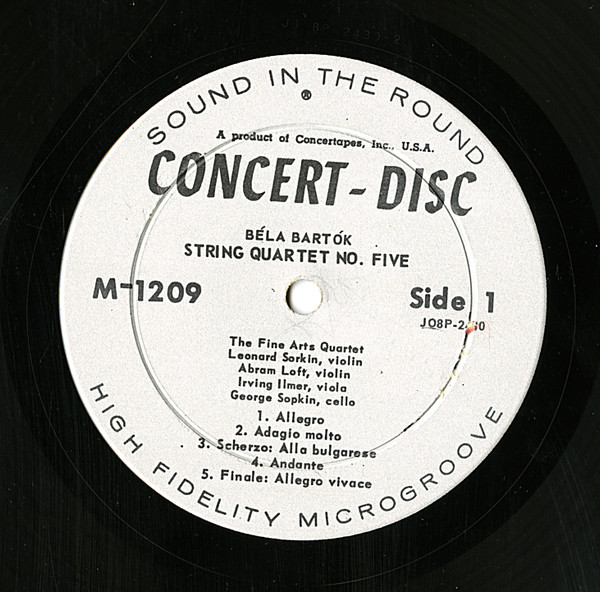 SOUND IN THE ROUND
®
A product of Concertapes, Inc., U.S.A.
CONCERT-DISC
BÉLA BARTÓK
STRING QUARTET NO. FIVE
M-1209
Side 1
The Fine Arts Quartet
Leonard Sorkin, violin
Abram Loft, violin
Irving Ilmer, viola
George Sopkin, cello
1. Allegro
2. Adagio molto
3. Scherzo: Alla bulgarese
4. Andante
5. Finale: Allegro vivace
HIGH FIDELITY MICROGROOVE